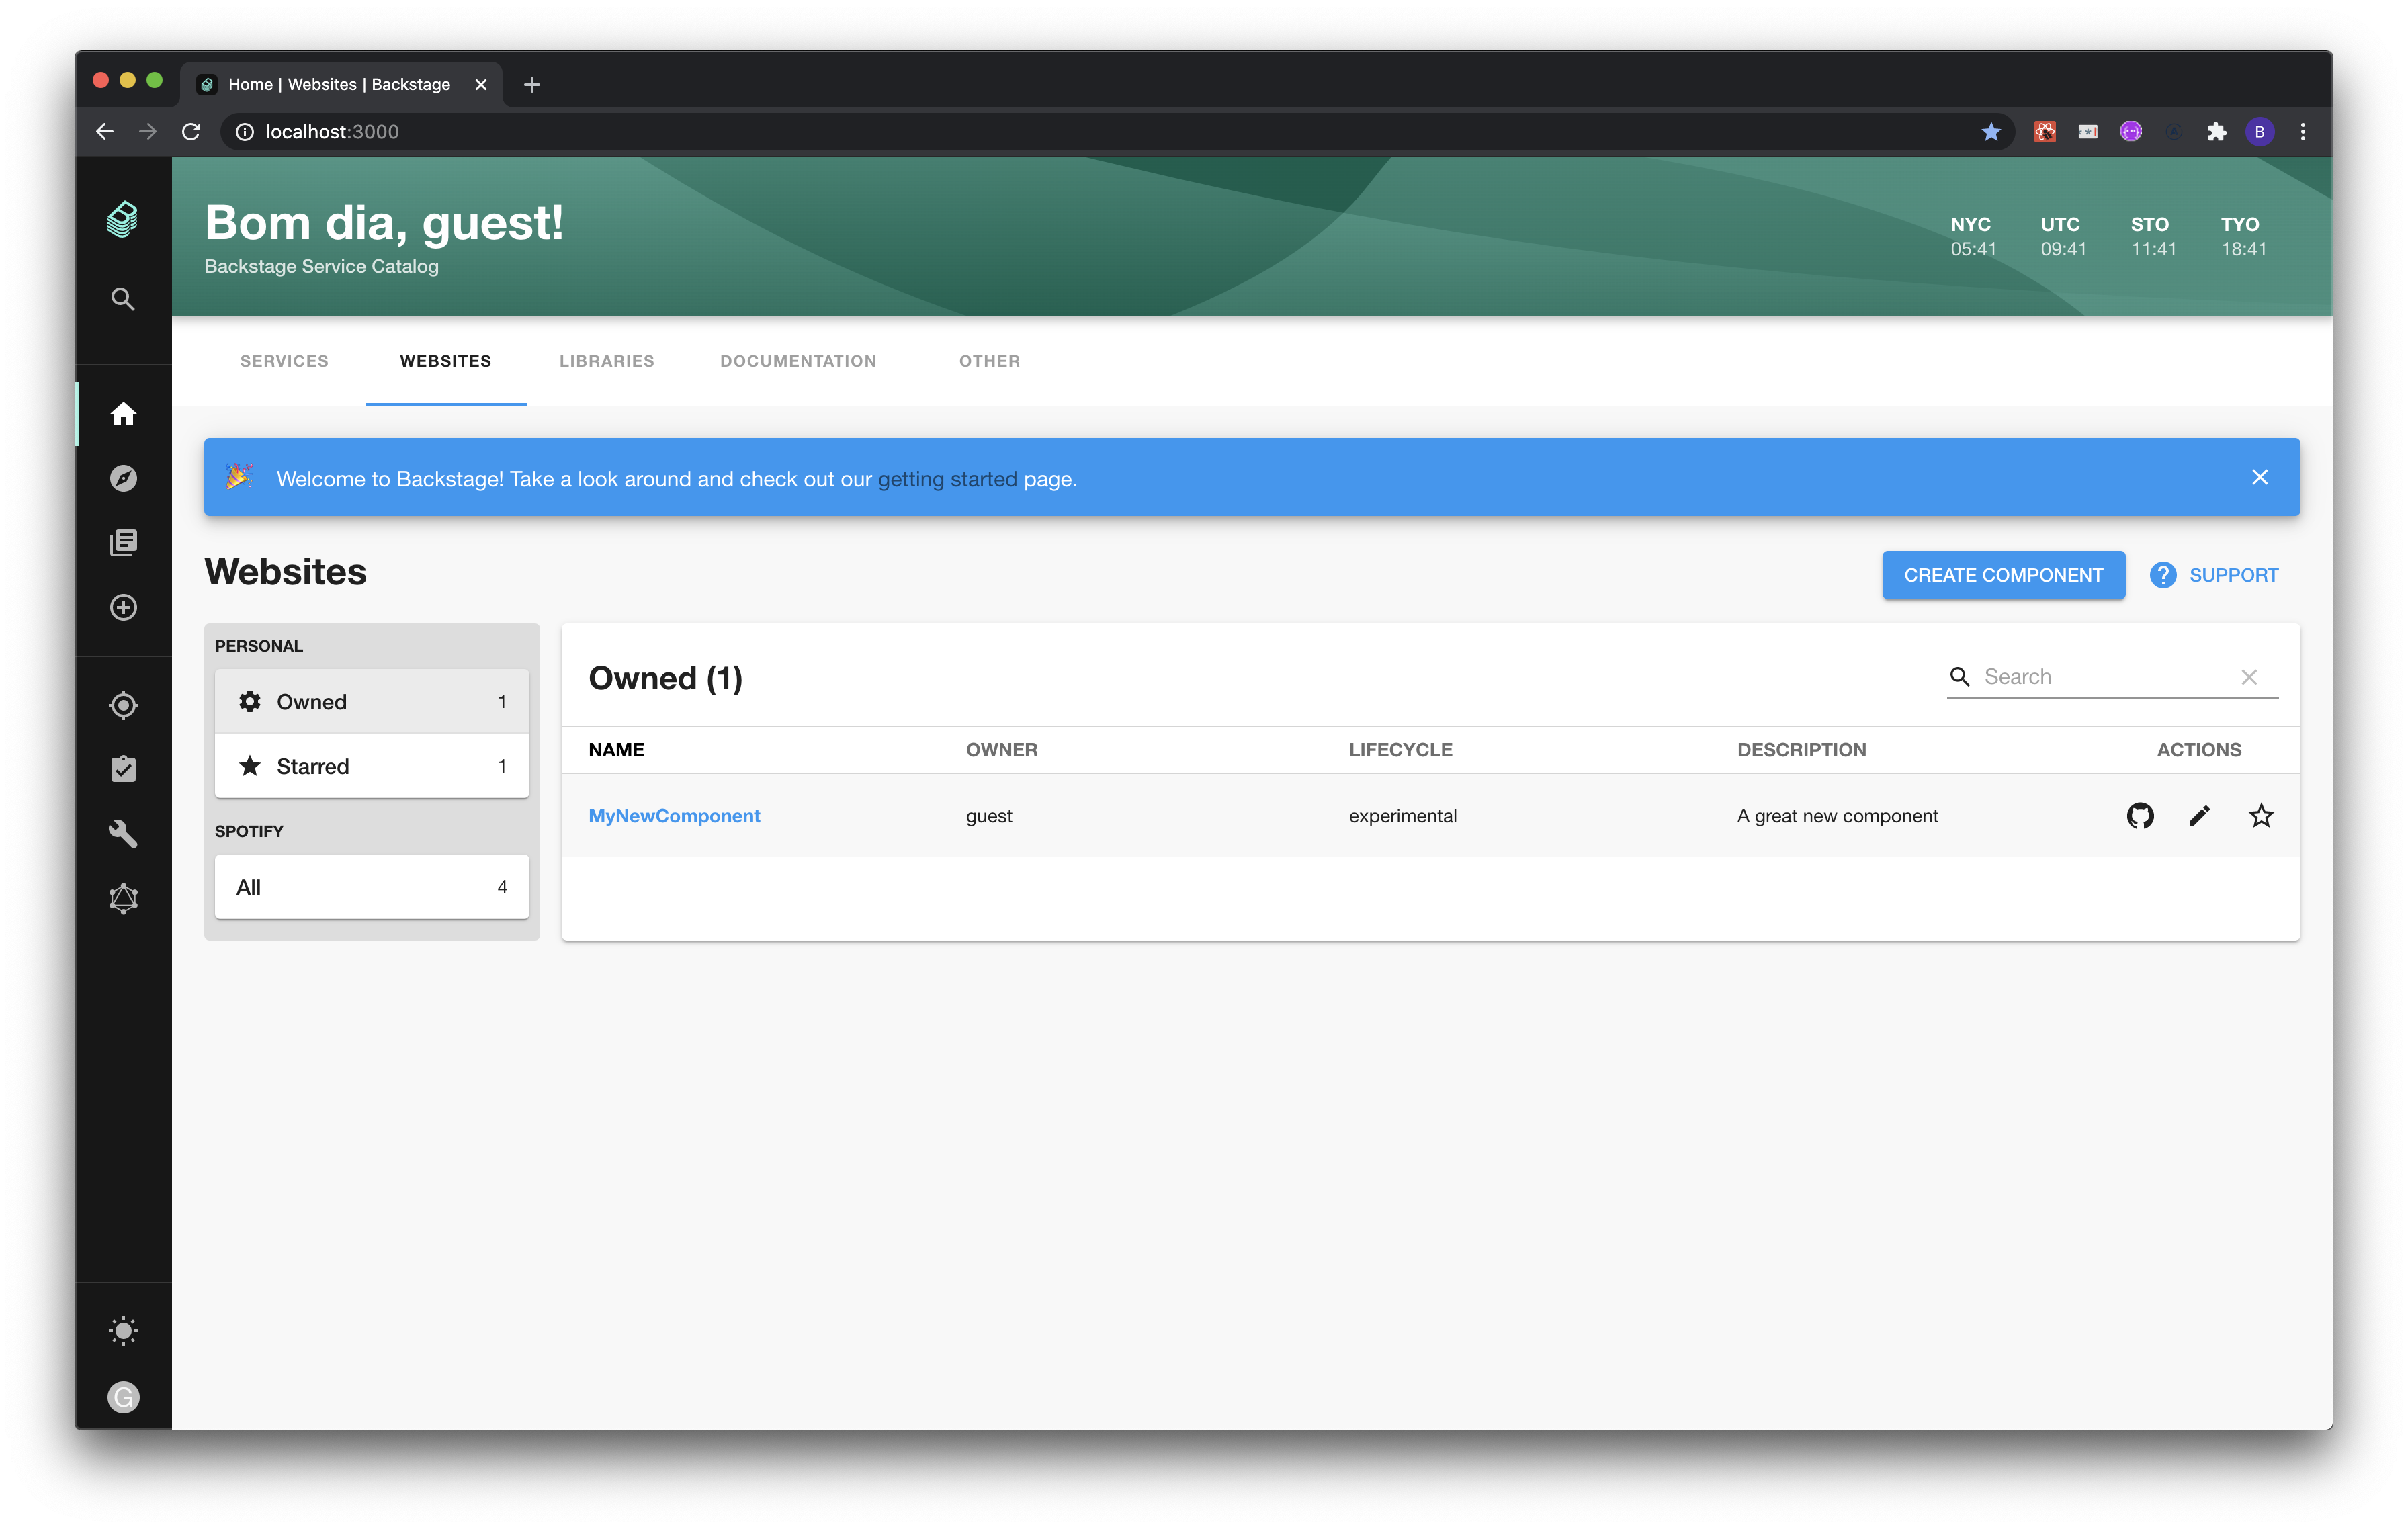 Home | Websites | Backstage
localhost:3000
B
Bom dia, guest!
Backstage Service Catalog
NYC UTC STO TYO
05:41 09:41 11:41 18:41
SERVICES WEBSITES LIBRARIES DOCUMENTATION OTHER
Welcome to Backstage! Take a look around and check out our getting started page.
Websites
CREATE COMPONENT
? SUPPORT
PERSONAL
Owned 1
Starred 1
SPOTIFY
All 4
Owned (1)
Search
NAME OWNER LIFECYCLE DESCRIPTION ACTIONS
MyNewComponent guest experimental A great new component
G